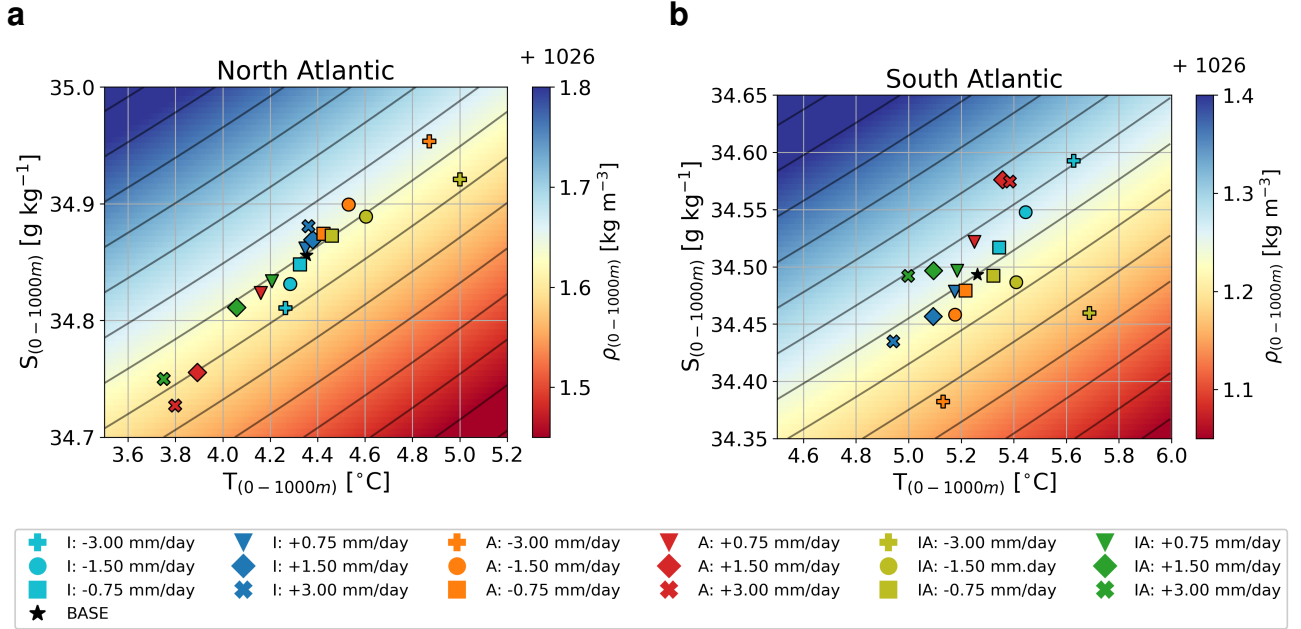 a
b
North Atlantic
+ 1026
South Atlantic
+ 1026
35.0
34.9
34.8
34.7
S(0−1000m) [g kg−1]
3.6 3.8 4.0 4.2 4.4 4.6 4.8 5.0 5.2
T(0−1000m) [°C]
1.8
1.7
1.6
1.5
ρ(0−1000m) [kg m−3]
34.65
34.60
34.55
34.50
34.45
34.40
34.35
S(0−1000m) [g kg−1]
4.6 4.8 5.0 5.2 5.4 5.6 5.8 6.0
T(0−1000m) [°C]
1.4
1.3
1.2
1.1
ρ(0−1000m) [kg m−3]
I: -3.00 mm/day I: +0.75 mm/day A: -3.00 mm/day A: +0.75 mm/day IA: -3.00 mm/day IA: +0.75 mm/day
I: -1.50 mm/day I: +1.50 mm/day A: -1.50 mm/day A: +1.50 mm/day IA: -1.50 mm.day IA: +1.50 mm/day
I: -0.75 mm/day I: +3.00 mm/day A: -0.75 mm/day A: +3.00 mm/day IA: -0.75 mm/day IA: +3.00 mm/day
BASE